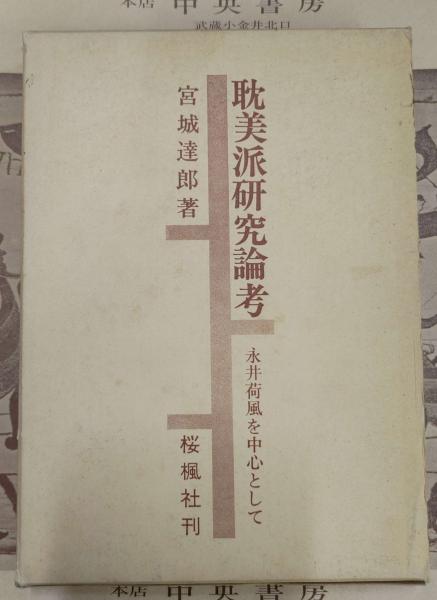 本店 中央書房
武蔵小金井北口
耽美派研究論考
永井荷風を中心として
宮城達郎著
桜楓社刊
本店 中央書房